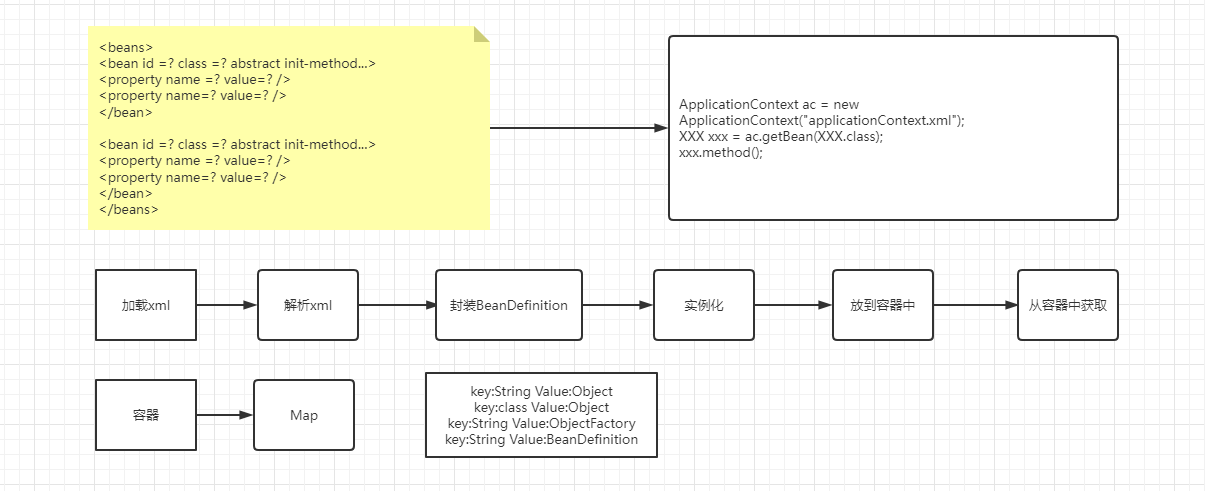 <beans>
<bean id =? class =? abstract init-method...>
<property name =? value=? />
<property name=? value=? />
</bean>
<bean id =? class =? abstract init-method...>
<property name =? value=? />
<property name=? value=? />
</bean>
</beans>
ApplicationContext ac = new
ApplicationContext("applicationContext.xml");
XXX xxx = ac.getBean(XXX.class);
xxx.method();
加载xml
解析xml
封装BeanDefinition
实例化
放到容器中
从容器中获取
容器
Map
key:String Value:Object
key:class Value:Object
key:String Value:ObjectFactory
key:String Value:BeanDefinition